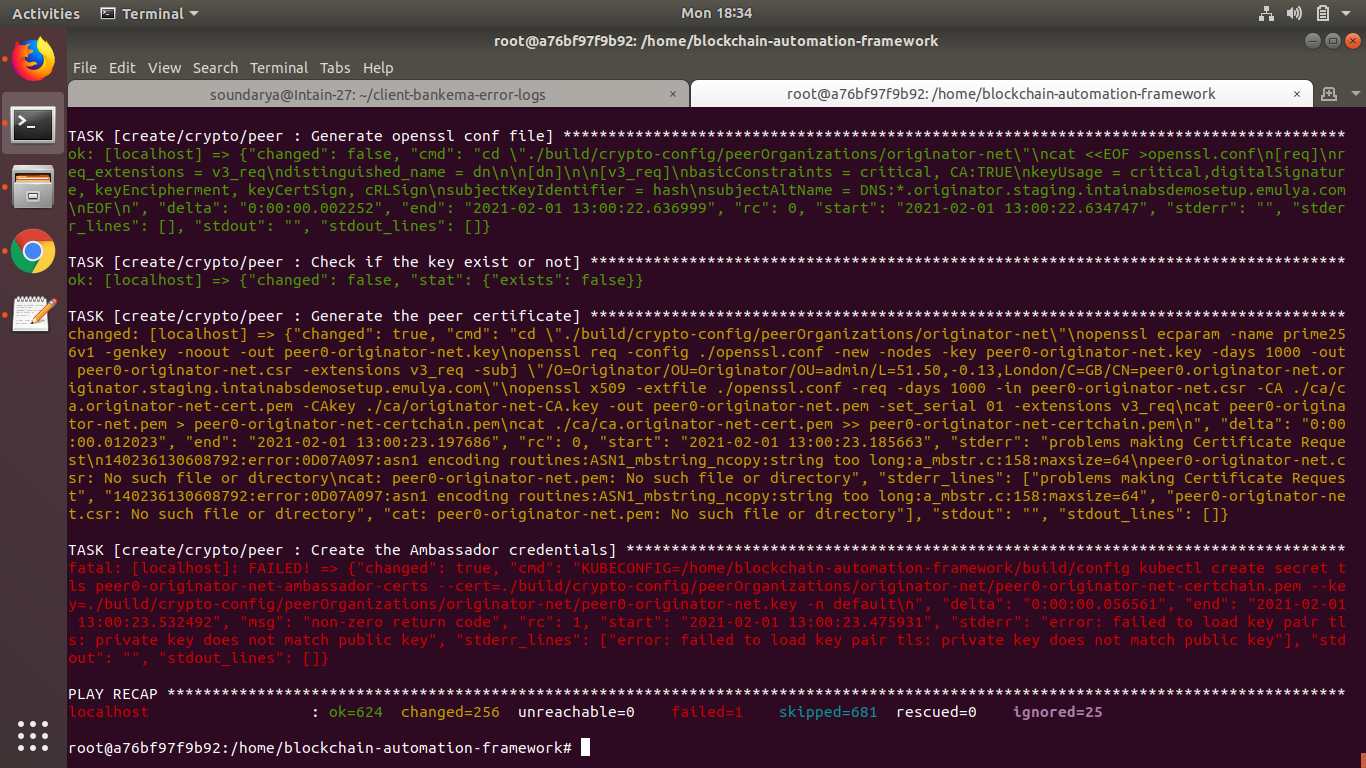 Activities
Terminal
Mon 18:34
root@a76bf97f9b92: /home/blockchain-automation-framework
File Edit View Search Terminal Tabs Help
soundarya@Intain-27: ~/client-bankema-error-logs ×
root@a76bf97f9b92: /home/blockchain-automation-framework ×
TASK [create/crypto/peer : Generate openssl conf file] ***************************************************************************************
ok: [localhost] => {"changed": false, "cmd": "cd \"./build/crypto-config/peerOrganizations/originator-net\"\ncat <<EOF >openssl.conf\n[req]\nr
eq_extensions = v3_req\ndistinguished_name = dn\n\n[dn]\n\n[v3_req]\nbasicConstraints = critical, CA:TRUE\nkeyUsage = critical,digitalSignatur
e, keyEncipherment, keyCertSign, cRLSign\nsubjectKeyIdentifier = hash\nsubjectAltName = DNS:*.originator.staging.intainabsdemosetup.emulya.com
\nEOF\n", "delta": "0:00:00.002252", "end": "2021-02-01 13:00:22.636999", "rc": 0, "start": "2021-02-01 13:00:22.634747", "stderr": "", "stder
r_lines": [], "stdout": "", "stdout_lines": []}
TASK [create/crypto/peer : Check if the key exist or not] ************************************************************************************
ok: [localhost] => {"changed": false, "stat": {"exists": false}}
TASK [create/crypto/peer : Generate the peer certificate] ************************************************************************************
changed: [localhost] => {"changed": true, "cmd": "cd \"./build/crypto-config/peerOrganizations/originator-net\"\nopenssl ecparam -name prime25
6v1 -genkey -noout -out peer0-originator-net.key\nopenssl req -config ./openssl.conf -new -nodes -key peer0-originator-net.key -days 1000 -out
peer0-originator-net.csr -extensions v3_req -subj \"/O=Originator/OU=Originator/OU=admin/L=51.50,-0.13,London/C=GB/CN=peer0.originator-net.or
iginator.staging.intainabsdemosetup.emulya.com\"\nopenssl x509 -extfile ./openssl.conf -req -days 1000 -in peer0-originator-net.csr -CA ./ca/c
a.originator-net-cert.pem -CAkey ./ca/originator-net-CA.key -out peer0-originator-net.pem -set_serial 01 -extensions v3_req\ncat peer0-origina
tor-net.pem > peer0-originator-net-certchain.pem\ncat ./ca/ca.originator-net-cert.pem >> peer0-originator-net-certchain.pem\n", "delta": "0:00
:00.012023", "end": "2021-02-01 13:00:23.197686", "rc": 0, "start": "2021-02-01 13:00:23.185663", "stderr": "problems making Certificate Reque
st\n140236130608792:error:0D07A097:asn1 encoding routines:ASN1_mbstring_ncopy:string too long:a_mbstr.c:158:maxsize=64\npeer0-originator-net.c
sr: No such file or directory\ncat: peer0-originator-net.pem: No such file or directory", "stderr_lines": ["problems making Certificate Reques
t", "140236130608792:error:0D07A097:asn1 encoding routines:ASN1_mbstring_ncopy:string too long:a_mbstr.c:158:maxsize=64", "peer0-originator-ne
t.csr: No such file or directory", "cat: peer0-originator-net.pem: No such file or directory"], "stdout": "", "stdout_lines": []}
TASK [create/crypto/peer : Create the Ambassador credentials] ********************************************************************************
fatal: [localhost]: FAILED! => {"changed": true, "cmd": "KUBECONFIG=/home/blockchain-automation-framework/build/config kubectl create secret t
ls peer0-originator-net-ambassador-certs --cert=./build/crypto-config/peerOrganizations/originator-net/peer0-originator-net-certchain.pem --ke
y=./build/crypto-config/peerOrganizations/originator-net/peer0-originator-net.key -n default\n", "delta": "0:00:00.056561", "end": "2021-02-01
13:00:23.532492", "msg": "non-zero return code", "rc": 1, "start": "2021-02-01 13:00:23.475931", "stderr": "error: failed to load key pair tl
s: private key does not match public key", "stderr_lines": ["error: failed to load key pair tls: private key does not match public key"], "std
out": "", "stdout_lines": []}
PLAY RECAP ***********************************************************************************************************************************
localhost : ok=624 changed=256 unreachable=0 failed=1 skipped=681 rescued=0 ignored=25
root@a76bf97f9b92:/home/blockchain-automation-framework#